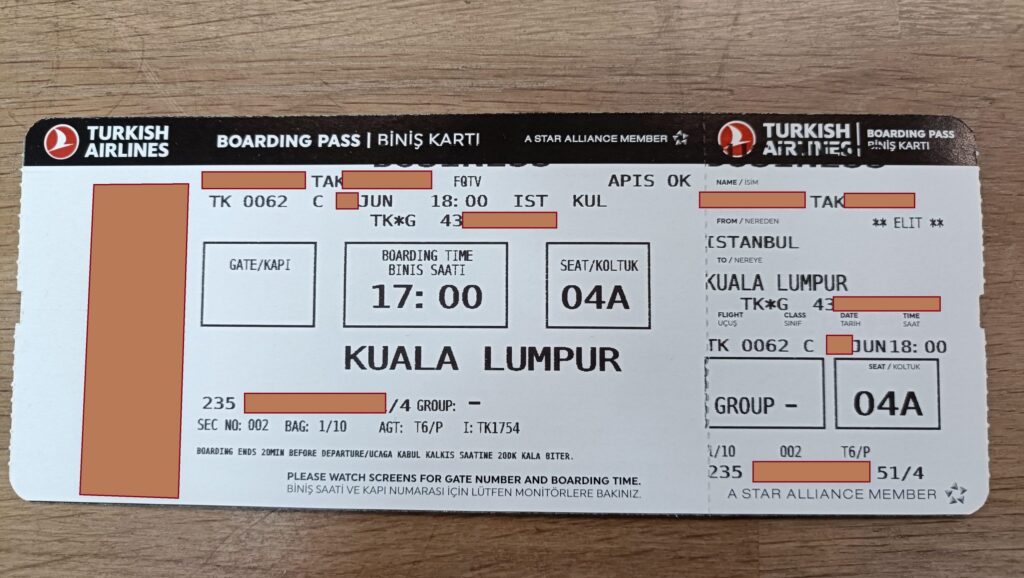 TURKISH AIRLINES
BOARDING PASS | BİNİŞ KARTI
A STAR ALLIANCE MEMBER
BUSINESS
TAK
FQTV
APIS OK
TK 0062 C JUN 18:00 IST KUL
TK*G 43
GATE/KAPI
BOARDING TIME
BINIS SAATI
17:00
SEAT/KOLTUK
04A
KUALA LUMPUR
235 /4 GROUP: -
SEC NO: 002 BAG: 1/10 AGT: T6/P I: TK1754
BOARDING ENDS 20MIN BEFORE DEPARTURE/UCAGA KABUL KALKIS SAATINE 20DK KALA BITER.
PLEASE WATCH SCREENS FOR GATE NUMBER AND BOARDING TIME.
BİNİŞ SAATİ VE KAPI NUMARASI İÇİN LÜTFEN MONİTÖRLERE BAKINIZ.
TURKISH AIRLINES
BOARDING PASS
BİNİŞ KARTI
NAME / İSİM
TAK
FROM / NEREDEN
** ELIT **
ISTANBUL
TO / NEREYE
KUALA LUMPUR
TK*G 43
FLIGHT CLASS DATE TIME
UÇUŞ SINIF TARIH SAAT
TK 0062 C JUN 18:00
SEAT / KOLTUK
GROUP -
04A
1/10 002 T6/P
235 51/4
A STAR ALLIANCE MEMBER